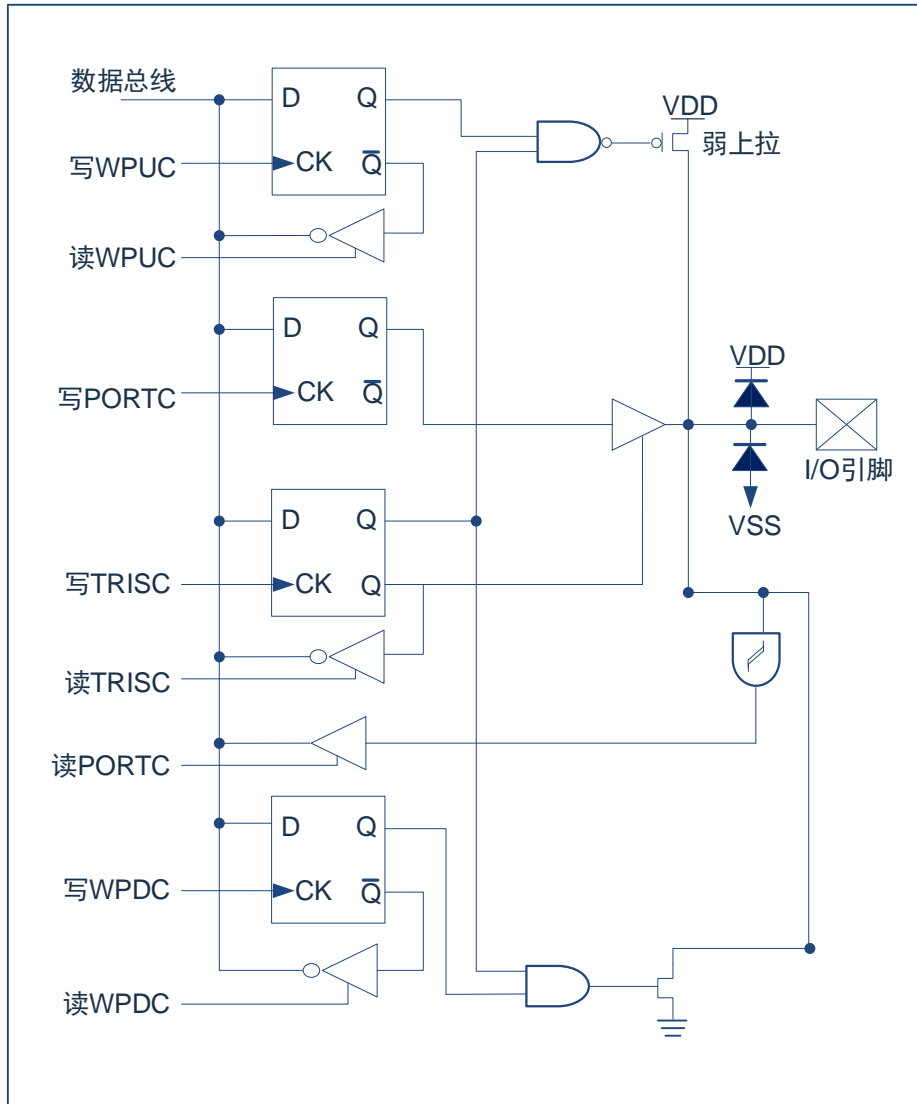 数据总线
D Q
写WPUC
CK Q̅
读WPUC
VDD
弱上拉
D Q
写PORTC
CK Q̅
VDD
I/O引脚
VSS
D Q
写TRISC
CK Q
读TRISC
读PORTC
D Q
写WPDC
CK Q̅
读WPDC